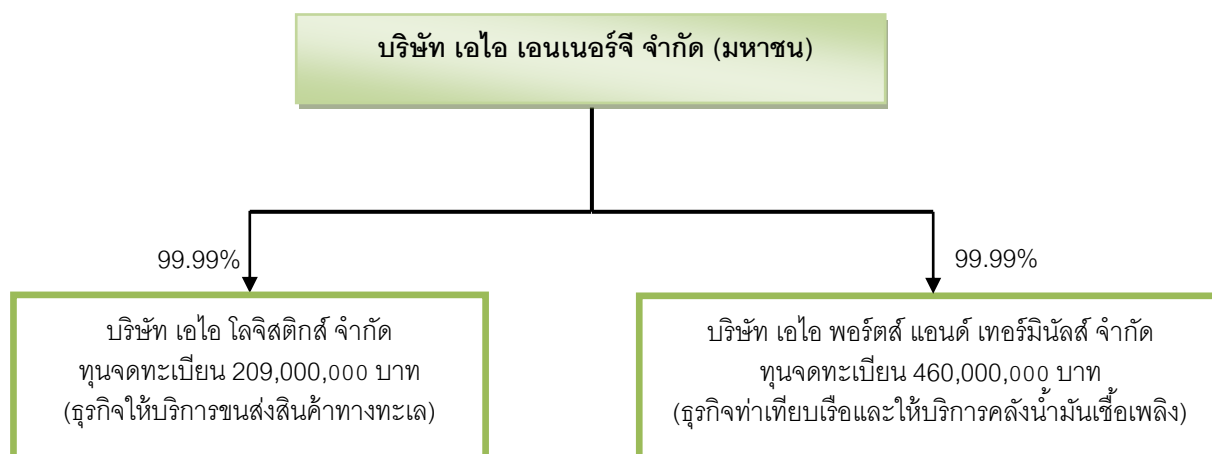 บริษัท เอไอ เอนเนอร์จี จำกัด (มหาชน)
99.99%
99.99%
บริษัท เอไอ โลจิสติกส์ จำกัด
ทุนจดทะเบียน 209,000,000 บาท
(ธุรกิจให้บริการขนส่งสินค้าทางทะเล)
บริษัท เอไอ พอร์ตส์ แอนด์ เทอร์มินัลส์ จำกัด
ทุนจดทะเบียน 460,000,000 บาท
(ธุรกิจท่าเทียบเรือและให้บริการคลังน้ำมันเชื้อเพลิง)